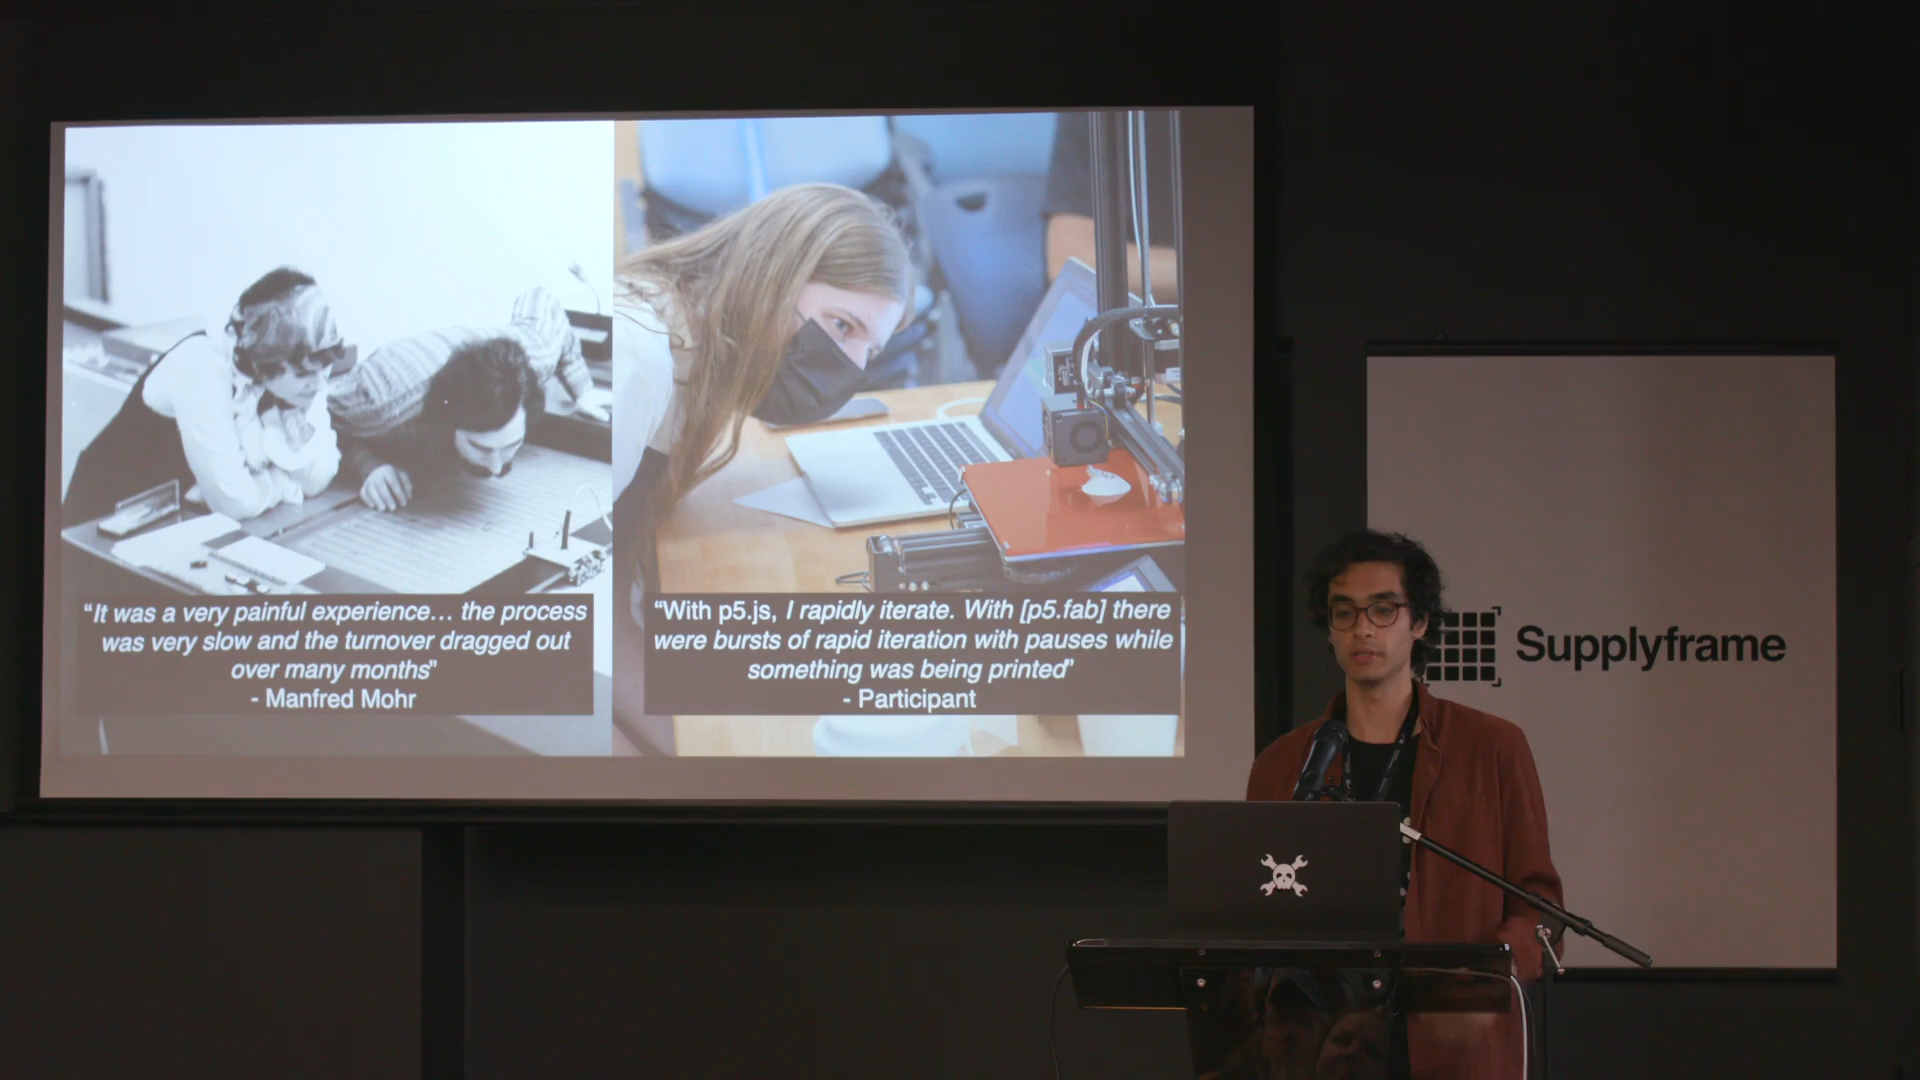 “It was a very painful experience... the process
was very slow and the turnover dragged out
over many months”
- Manfred Mohr
“With p5.js, I rapidly iterate. With [p5.fab] there
were bursts of rapid iteration with pauses while
something was being printed”
- Participant
Supplyframe